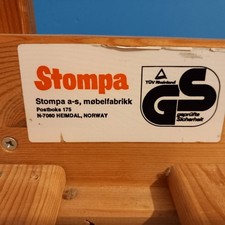 Stompa
Stompa a-s, møbelfabrikk
Postboks 175
N-7080 HEIMDAL, NORWAY
TÜV Rheinland
GS
geprüfte
Sicherheit